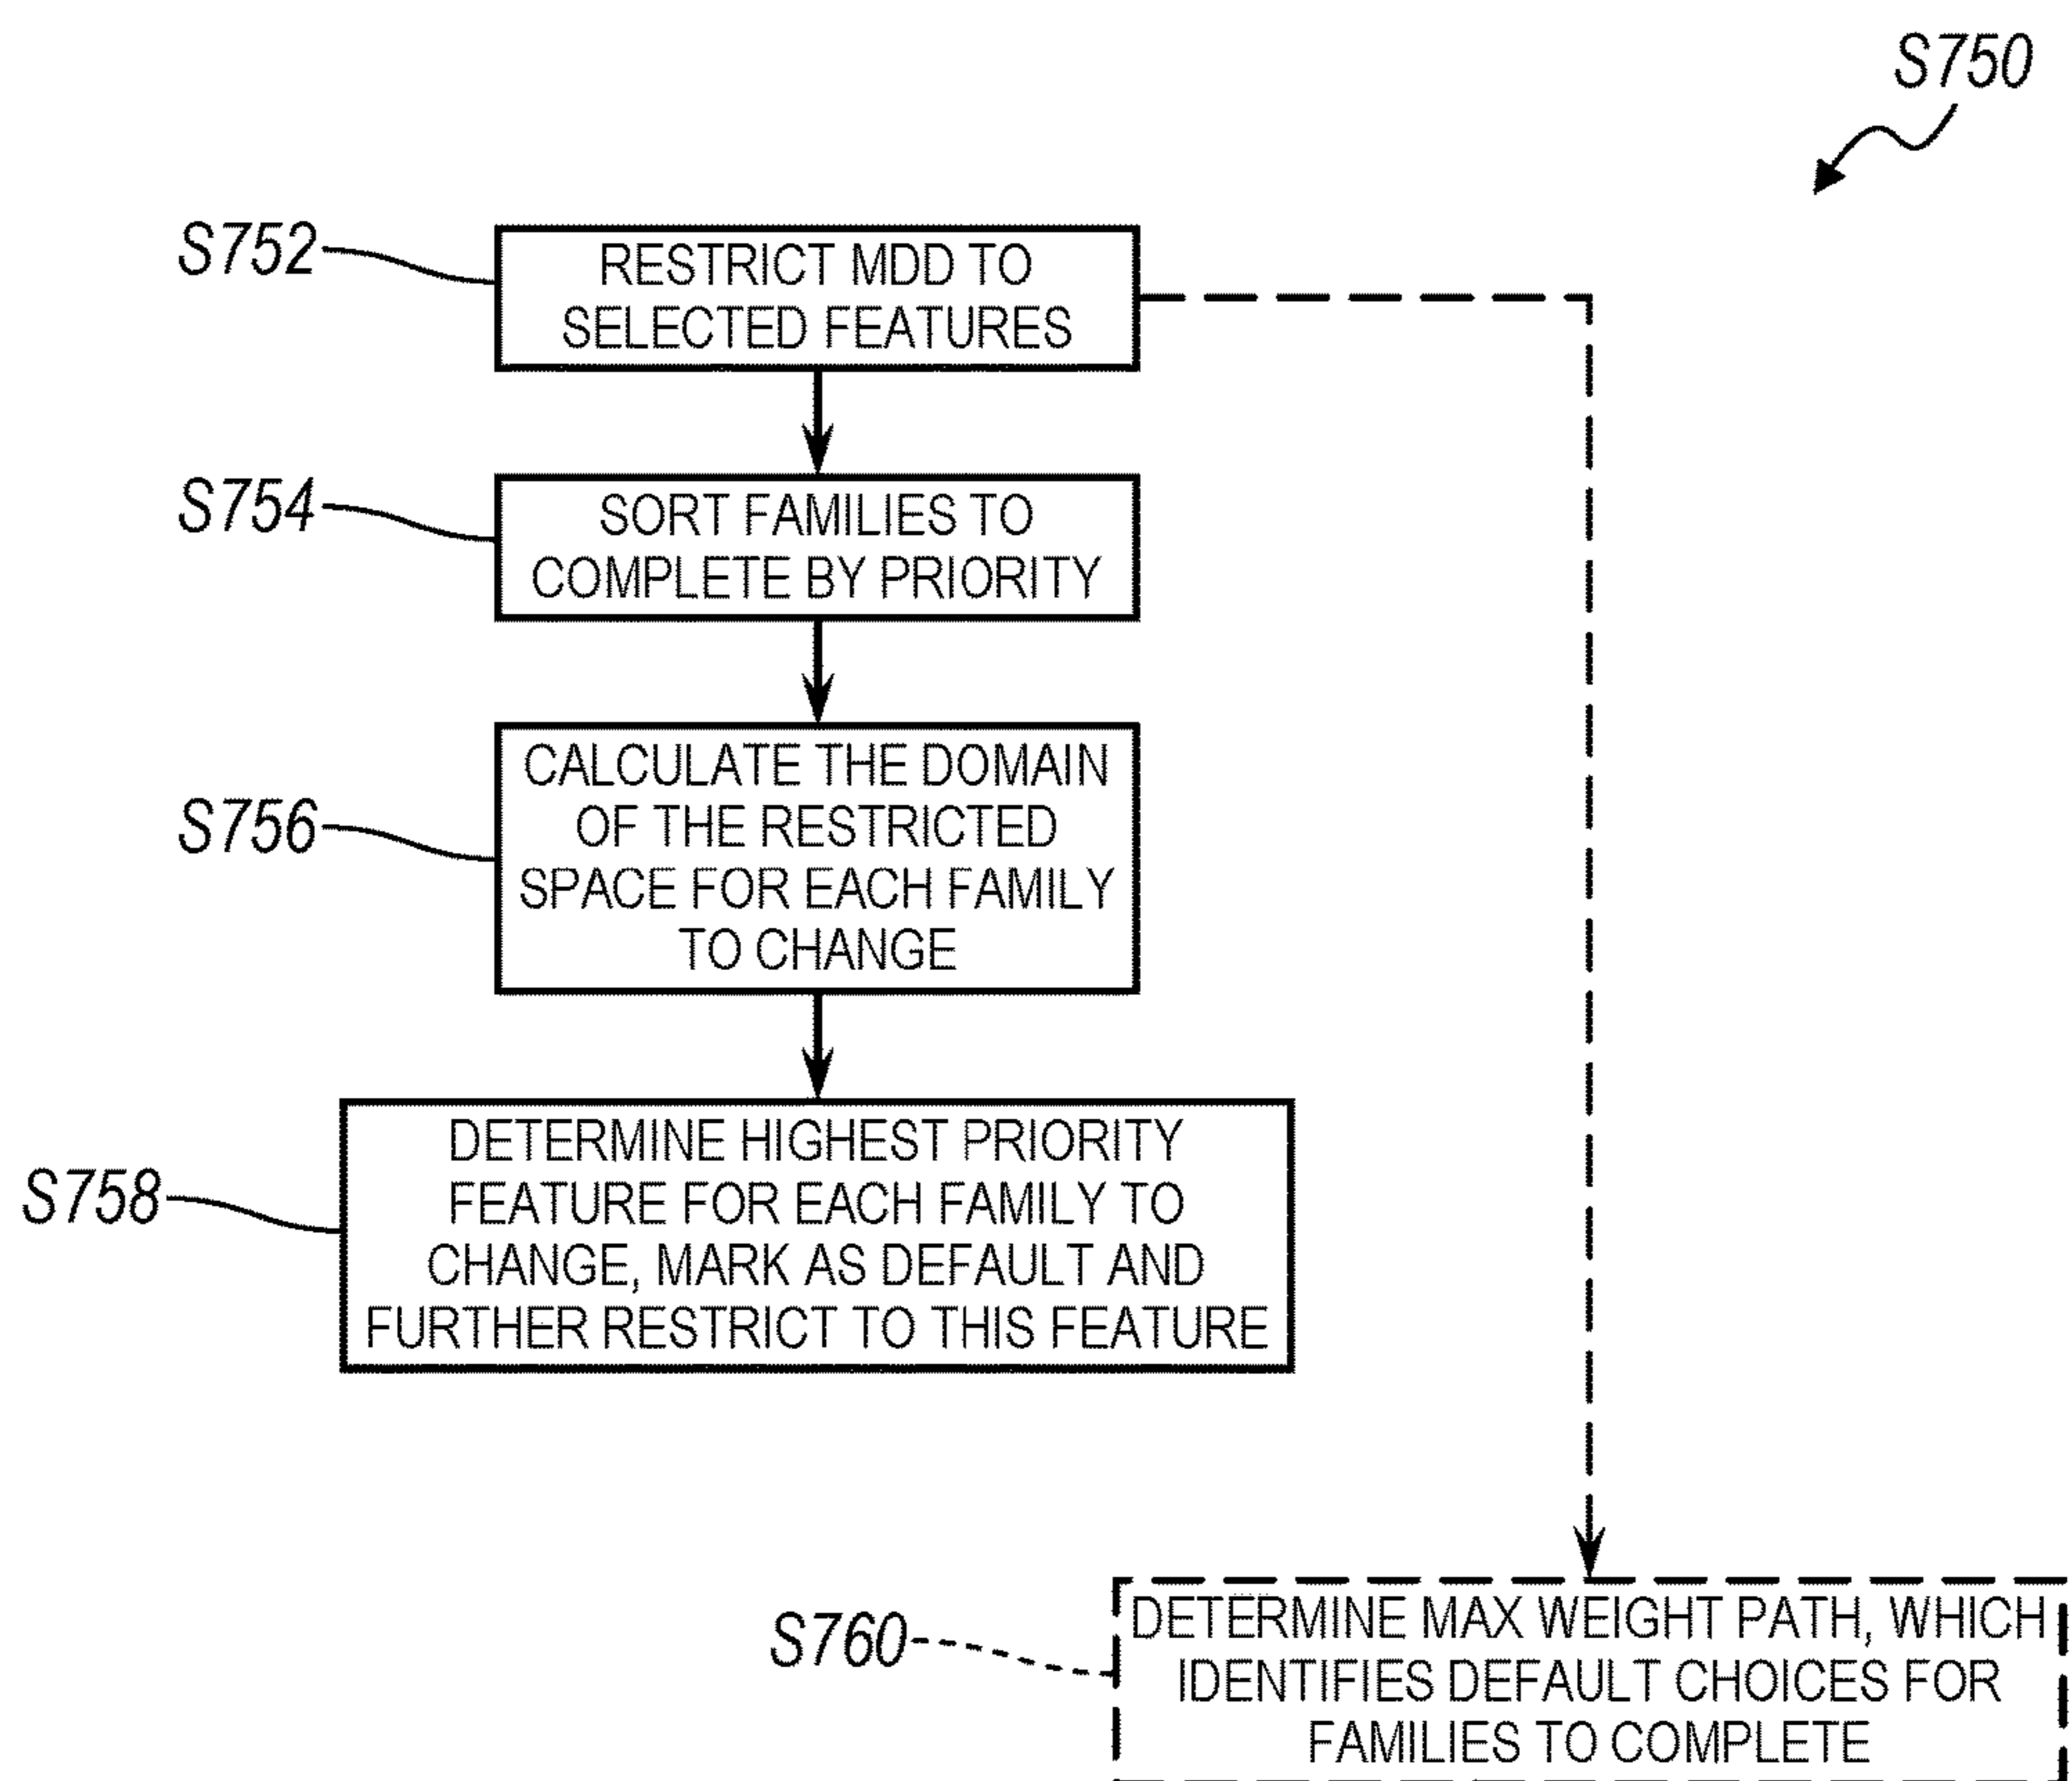 S750
S752
RESTRICT MDD TO
SELECTED FEATURES
S754
SORT FAMILIES TO
COMPLETE BY PRIORITY
S756
CALCULATE THE DOMAIN
OF THE RESTRICTED
SPACE FOR EACH FAMILY
TO CHANGE
S758
DETERMINE HIGHEST PRIORITY
FEATURE FOR EACH FAMILY TO
CHANGE, MARK AS DEFAULT AND
FURTHER RESTRICT TO THIS FEATURE
S760
DETERMINE MAX WEIGHT PATH, WHICH
IDENTIFIES DEFAULT CHOICES FOR
FAMILIES TO COMPLETE